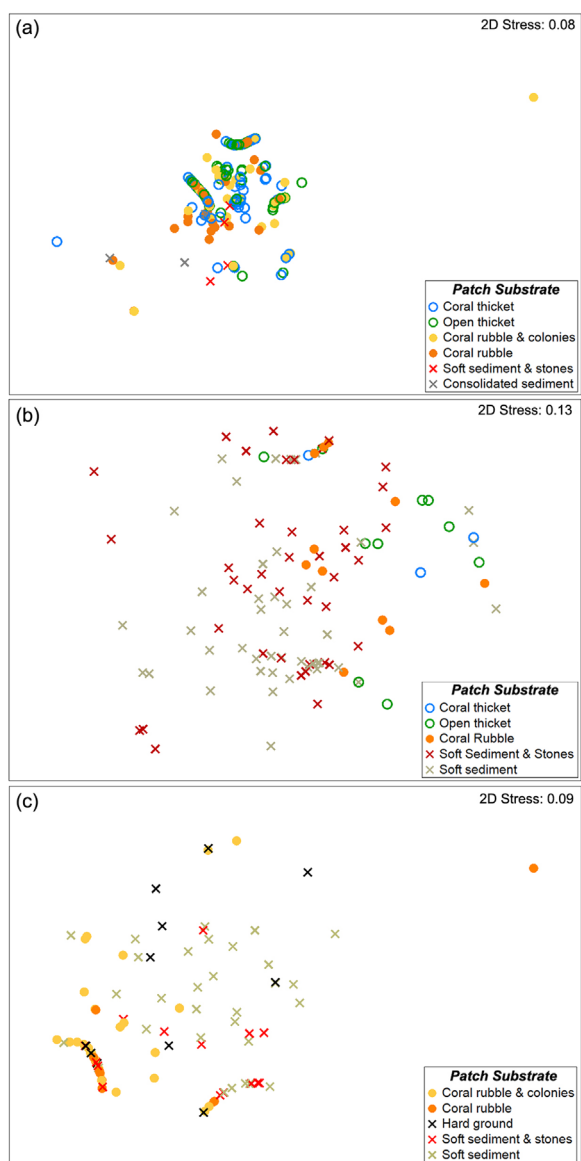 (a)
2D Stress: 0.08
Patch Substrate
Coral thicket
Open thicket
Coral rubble & colonies
Coral rubble
Soft sediment & stones
Consolidated sediment
(b)
2D Stress: 0.13
Patch Substrate
Coral thicket
Open thicket
Coral Rubble
Soft Sediment & Stones
Soft sediment
(c)
2D Stress: 0.09
Patch Substrate
Coral rubble & colonies
Coral rubble
Hard ground
Soft sediment & stones
Soft sediment